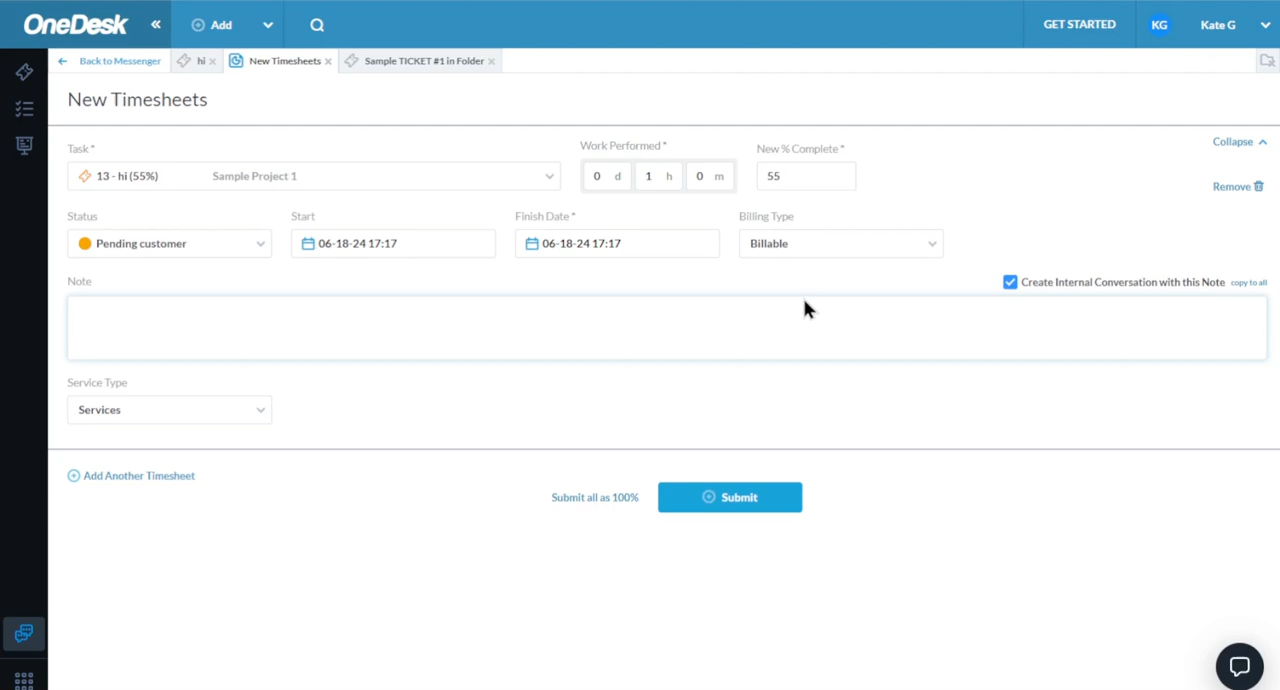 OneDesk « Add GET STARTED KG Kate G
← Back to Messenger hi × New Timesheets × Sample TICKET #1 in Folder ×
New Timesheets
Collapse
Task * Work Performed * New % Complete *
13 - hi (55%) Sample Project 1 0 d 1 h 0 m 55
Remove
Status Start Finish Date * Billing Type
Pending customer 06-18-24 17:17 06-18-24 17:17 Billable
Note Create Internal Conversation with this Note copy to all
Service Type
Services
Add Another Timesheet
Submit all as 100% Submit